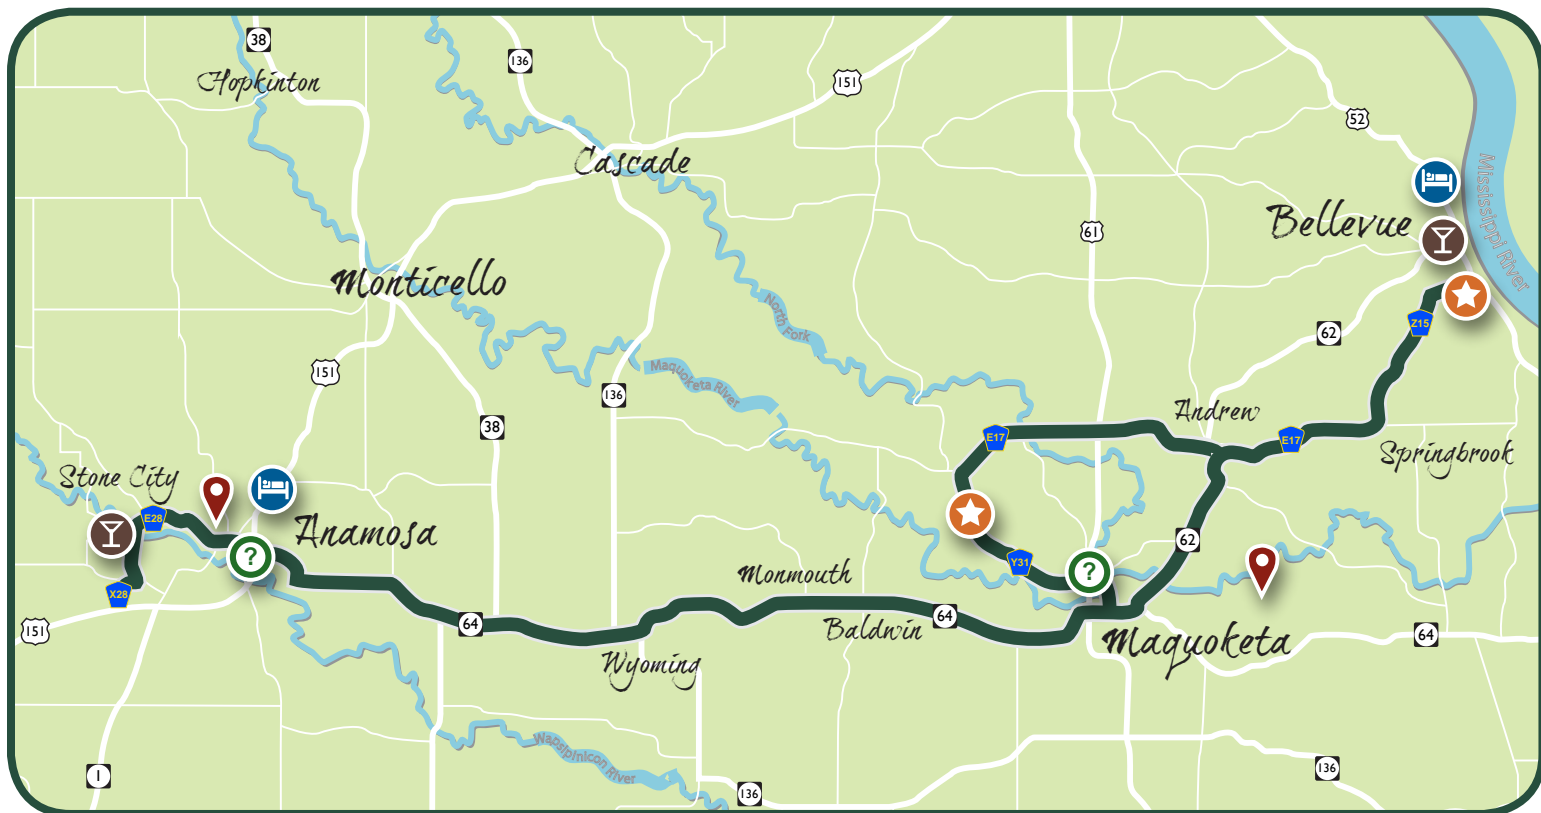 38
Hopkinton
136
151
52
Cascade
Mississippi River
61
Bellevue
Monticello
North Fork
Z15
62
151
Maquoketa River
136
38
Andrew
E17
E17
Springbrook
Stone City
E28
Anamosa
62
Y31
X28
Monmouth
64
Baldwin
64
151
Maquoketa
64
Wyoming
Wapsipinicon River
1
136
136
?
?